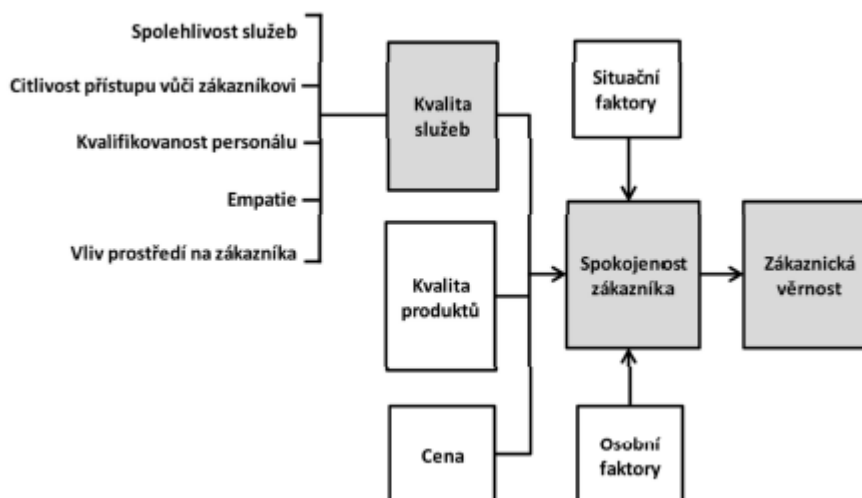 Spolehlivost služeb
Citlivost přístupu vůči zákazníkovi
Kvalifikovanost personálu
Empatie
Vliv prostředí na zákazníka
Kvalita
služeb
Kvalita
produktů
Cena
Situační
faktory
Spokojenost
zákazníka
Osobní
faktory
Zákaznická
věrnost